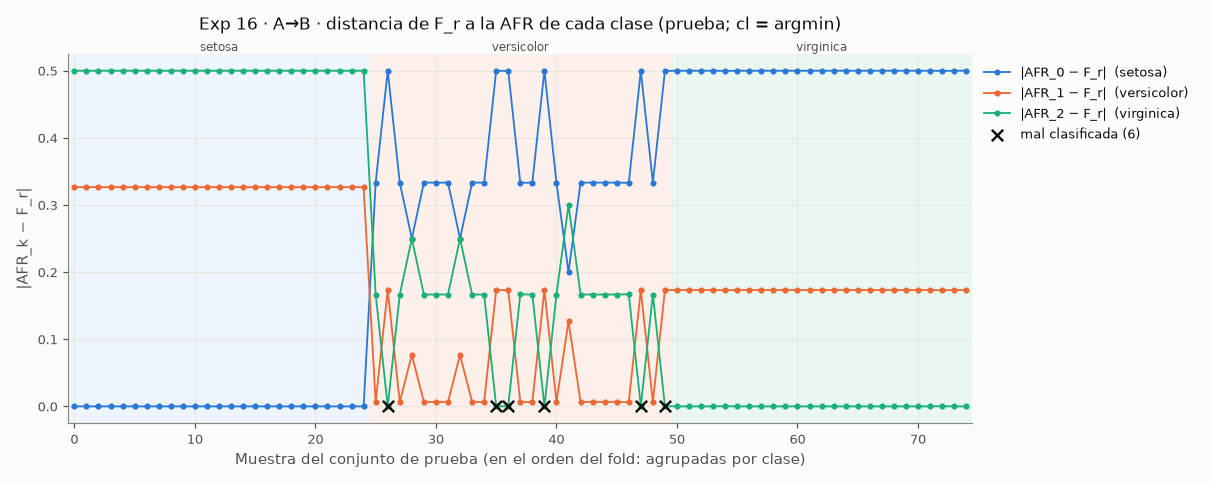 Exp 16 · A→B · distancia de F_r a la AFR de cada clase (prueba; cl = argmin)
setosa
versicolor
virginica
|AFR_k − F_r|
0.5
0.4
0.3
0.2
0.1
0.0
0
10
20
30
40
50
60
70
Muestra del conjunto de prueba (en el orden del fold: agrupadas por clase)
|AFR_0 − F_r| (setosa)
|AFR_1 − F_r| (versicolor)
|AFR_2 − F_r| (virginica)
mal clasificada (6)